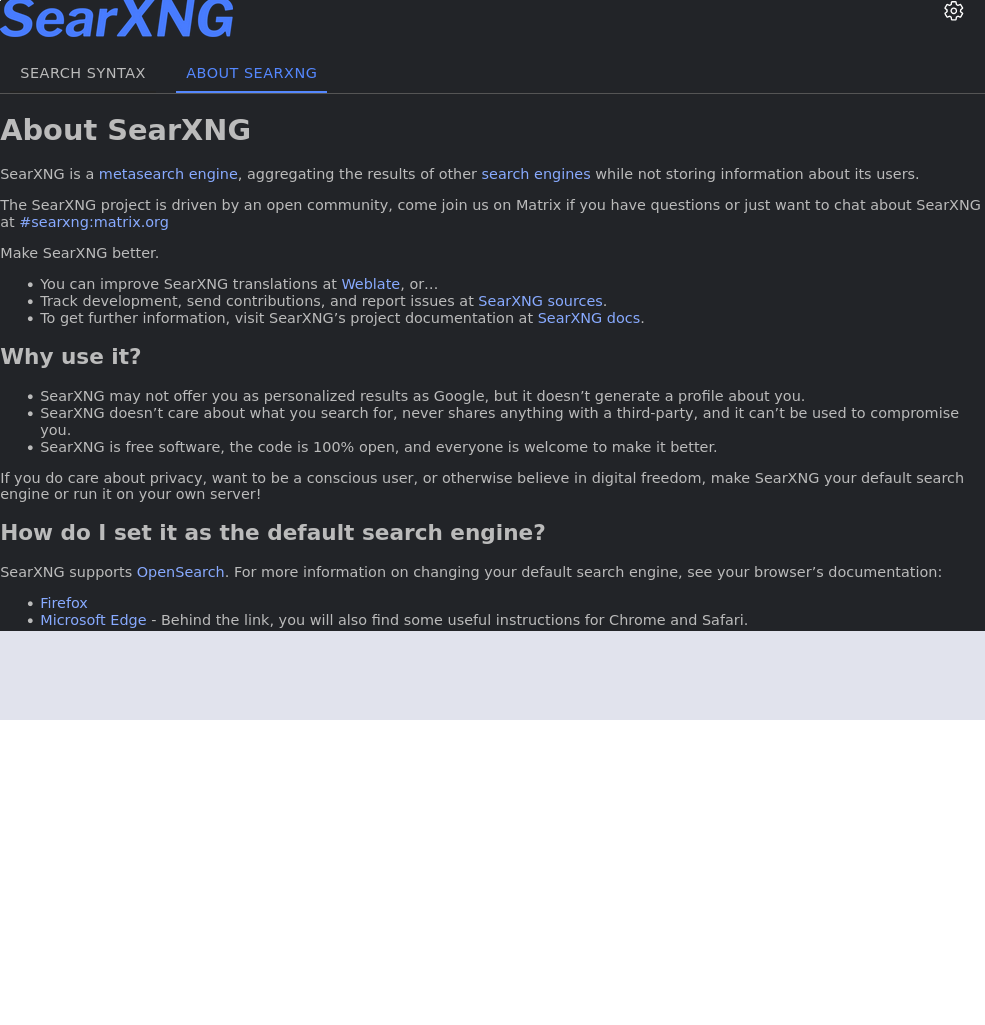 SearXNG
SEARCH SYNTAX
ABOUT SEARXNG
About SearXNG
SearXNG is a metasearch engine, aggregating the results of other search engines while not storing information about its users.
The SearXNG project is driven by an open community, come join us on Matrix if you have questions or just want to chat about SearXNG
at #searxng:matrix.org
Make SearXNG better.
• You can improve SearXNG translations at Weblate, or…
• Track development, send contributions, and report issues at SearXNG sources.
• To get further information, visit SearXNG’s project documentation at SearXNG docs.
Why use it?
• SearXNG may not offer you as personalized results as Google, but it doesn’t generate a profile about you.
• SearXNG doesn’t care about what you search for, never shares anything with a third-party, and it can’t be used to compromise
you.
• SearXNG is free software, the code is 100% open, and everyone is welcome to make it better.
If you do care about privacy, want to be a conscious user, or otherwise believe in digital freedom, make SearXNG your default search
engine or run it on your own server!
How do I set it as the default search engine?
SearXNG supports OpenSearch. For more information on changing your default search engine, see your browser’s documentation:
• Firefox
• Microsoft Edge - Behind the link, you will also find some useful instructions for Chrome and Safari.